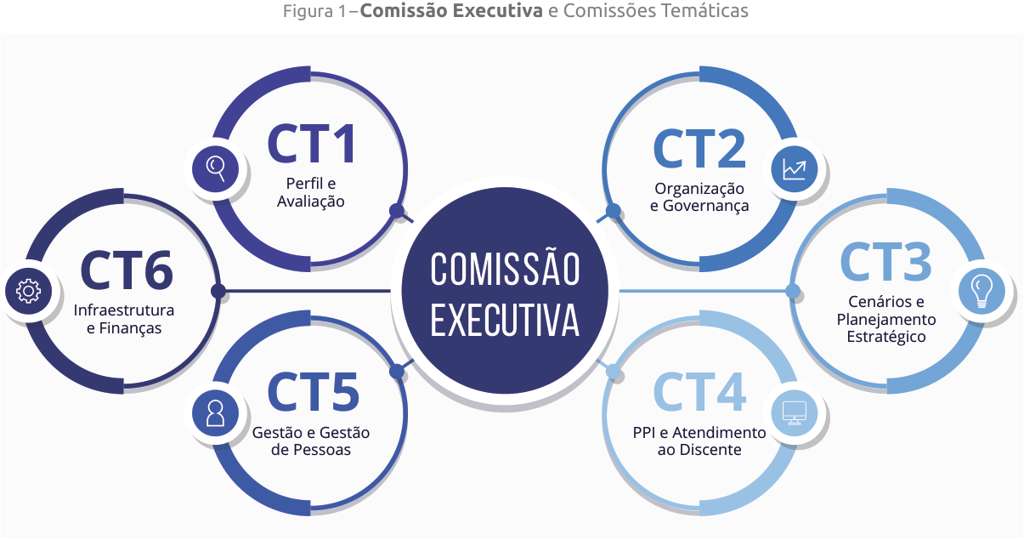 Figura 1–Comissão Executiva e Comissões Temáticas
CT1
Perfil e
Avaliação
CT2
Organização
e Governança
CT6
Infraestrutura
e Finanças
COMISSÃO
EXECUTIVA
CT3
Cenários e
Planejamento
Estratégico
CT5
Gestão e Gestão
de Pessoas
CT4
PPI e Atendimento
ao Discente